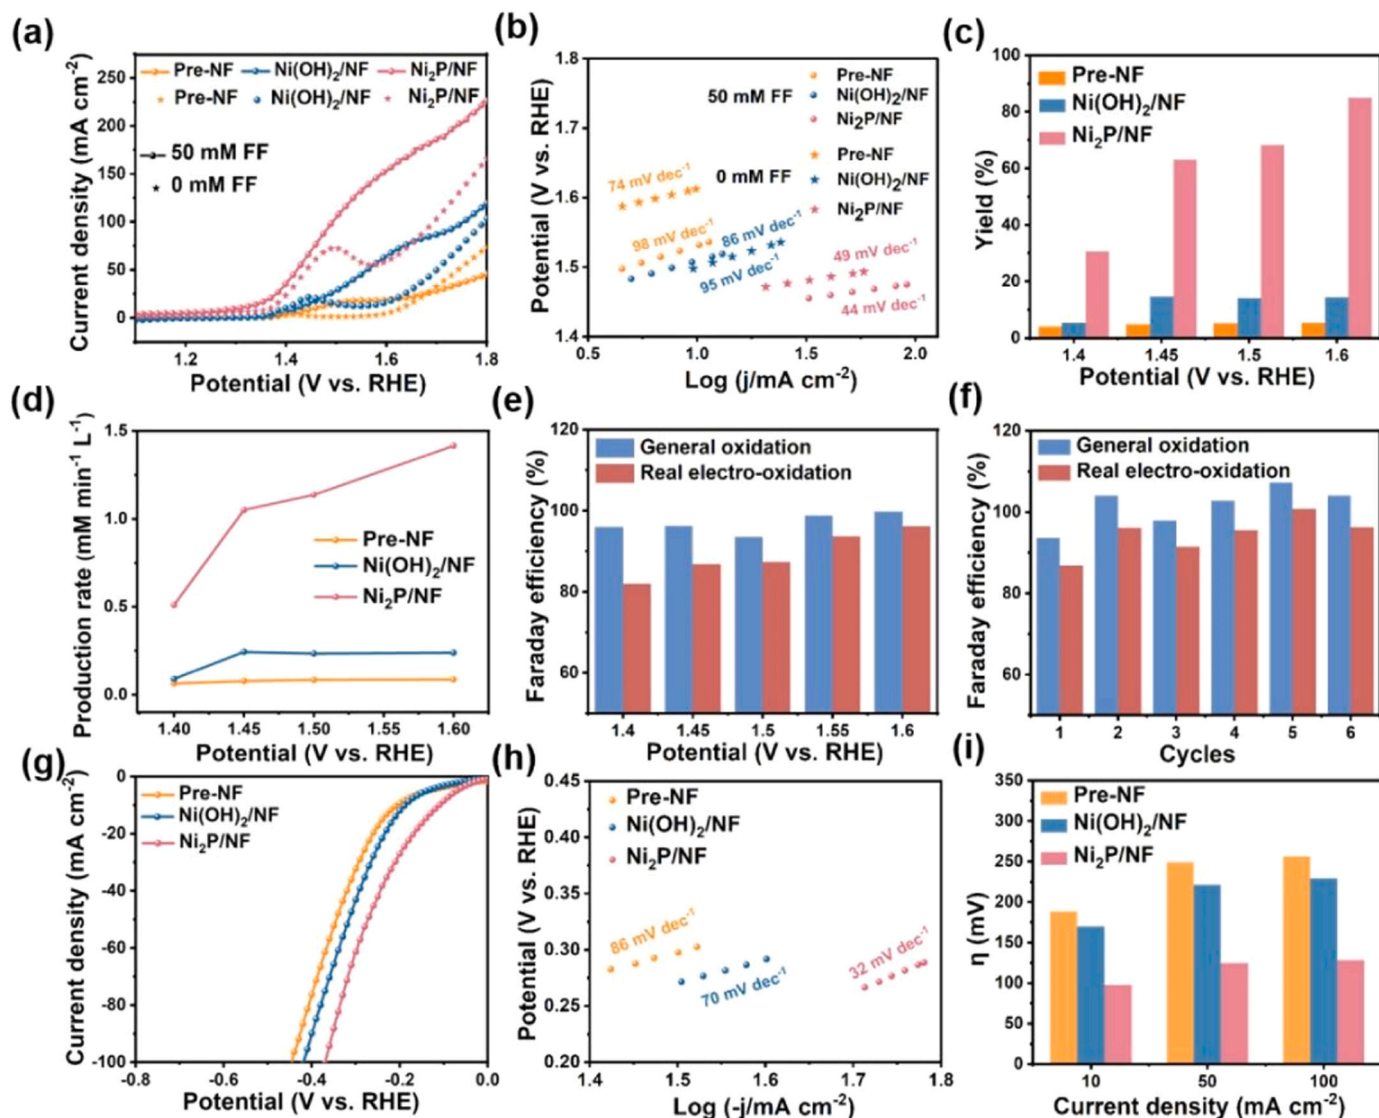 (a)
Current density (mA cm⁻²)
250
200
150
100
50
0
Pre-NF Ni(OH)₂/NF Ni₂P/NF
Pre-NF Ni(OH)₂/NF Ni₂P/NF
50 mM FF
0 mM FF
1.2 1.4 1.6 1.8
Potential (V vs. RHE)
(b)
Potential (V vs. RHE)
1.8
1.7
1.6
1.5
1.4
50 mM FF
Pre-NF
Ni(OH)₂/NF
Ni₂P/NF
0 mM FF
Pre-NF
Ni(OH)₂/NF
Ni₂P/NF
74 mV dec⁻¹
98 mV dec⁻¹
86 mV dec⁻¹
95 mV dec⁻¹
49 mV dec⁻¹
44 mV dec⁻¹
0.5 1.0 1.5 2.0
Log (j/mA cm⁻²)
(c)
Yield (%)
100
80
60
40
20
0
Pre-NF
Ni(OH)₂/NF
Ni₂P/NF
1.4 1.45 1.5 1.6
Potential (V vs. RHE)
(d)
Production rate (mM min⁻¹ L⁻¹)
1.5
1.0
0.5
0.0
Pre-NF
Ni(OH)₂/NF
Ni₂P/NF
1.40 1.45 1.50 1.55 1.60
Potential (V vs. RHE)
(e)
Faraday efficiency (%)
120
100
80
60
General oxidation
Real electro-oxidation
1.4 1.45 1.5 1.55 1.6
Potential (V vs. RHE)
(f)
Faraday efficiency (%)
120
100
80
60
General oxidation
Real electro-oxidation
1 2 3 4 5 6
Cycles
(g)
Current density (mA cm⁻²)
0
-20
-40
-60
-80
-100
Pre-NF
Ni(OH)₂/NF
Ni₂P/NF
-0.8 -0.6 -0.4 -0.2 0.0
Potential (V vs. RHE)
(h)
Potential (V vs. RHE)
0.45
0.40
0.35
0.30
0.25
0.20
Pre-NF
Ni(OH)₂/NF
Ni₂P/NF
86 mV dec⁻¹
70 mV dec⁻¹
32 mV dec⁻¹
1.4 1.5 1.6 1.7 1.8
Log (-j/mA cm⁻²)
(i)
η (mV)
350
300
250
200
150
100
50
0
Pre-NF
Ni(OH)₂/NF
Ni₂P/NF
10 50 100
Current density (mA cm⁻²)